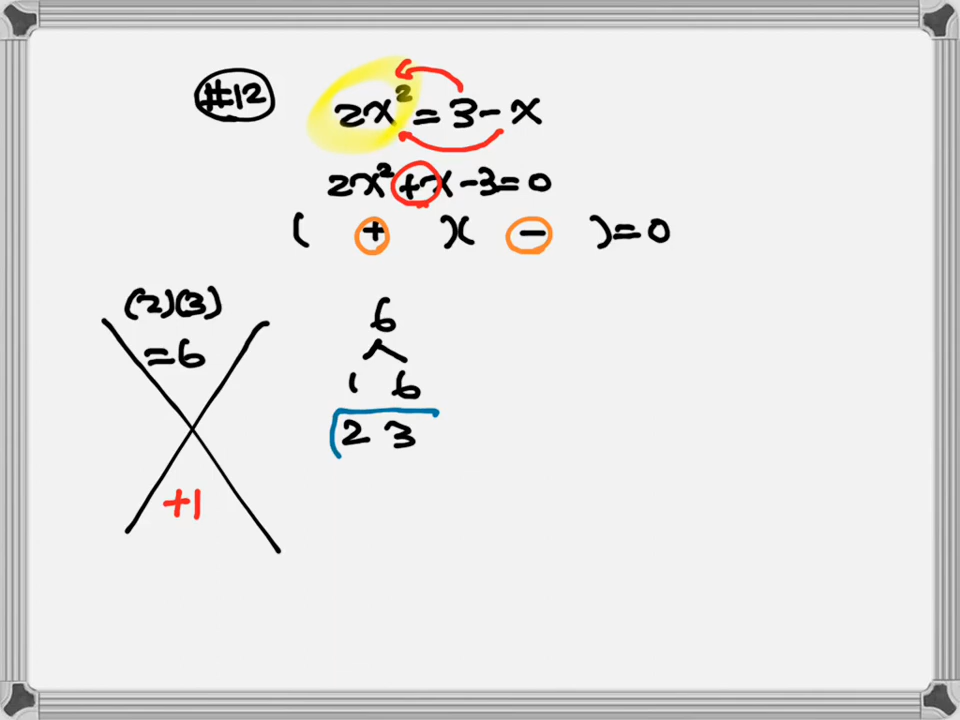 #12
2x² = 3 - x
2x² + x - 3 = 0
( + )( - ) = 0
(2)(3)
= 6
+1
6
1 6
2 3